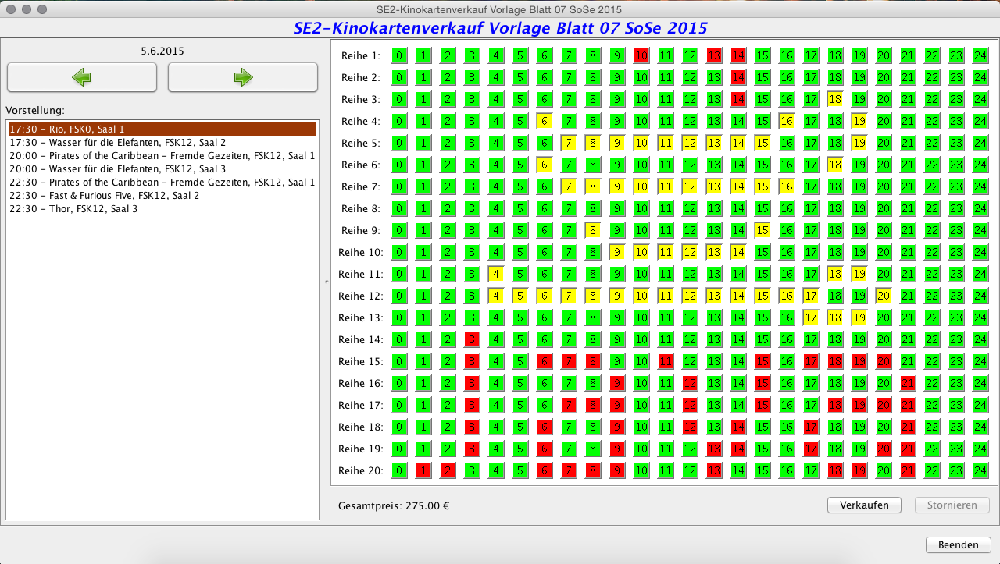 SE2-Kinokartenverkauf Vorlage Blatt 07 SoSe 2015
SE2-Kinokartenverkauf Vorlage Blatt 07 SoSe 2015
5.6.2015
Vorstellung:
17:30 - Rio, FSK0, Saal 1
17:30 - Wasser für die Elefanten, FSK12, Saal 2
20:00 - Pirates of the Caribbean - Fremde Gezeiten, FSK12, Saal 1
20:00 - Wasser für die Elefanten, FSK12, Saal 3
22:30 - Pirates of the Caribbean - Fremde Gezeiten, FSK12, Saal 1
22:30 - Fast & Furious Five, FSK12, Saal 2
22:30 - Thor, FSK12, Saal 3
Reihe 1: 0 1 2 3 4 5 6 7 8 9 10 11 12 13 14 15 16 17 18 19 20 21 22 23 24
Reihe 2: 0 1 2 3 4 5 6 7 8 9 10 11 12 13 14 15 16 17 18 19 20 21 22 23 24
Reihe 3: 0 1 2 3 4 5 6 7 8 9 10 11 12 13 14 15 16 17 18 19 20 21 22 23 24
Reihe 4: 0 1 2 3 4 5 6 7 8 9 10 11 12 13 14 15 16 17 18 19 20 21 22 23 24
Reihe 5: 0 1 2 3 4 5 6 7 8 9 10 11 12 13 14 15 16 17 18 19 20 21 22 23 24
Reihe 6: 0 1 2 3 4 5 6 7 8 9 10 11 12 13 14 15 16 17 18 19 20 21 22 23 24
Reihe 7: 0 1 2 3 4 5 6 7 8 9 10 11 12 13 14 15 16 17 18 19 20 21 22 23 24
Reihe 8: 0 1 2 3 4 5 6 7 8 9 10 11 12 13 14 15 16 17 18 19 20 21 22 23 24
Reihe 9: 0 1 2 3 4 5 6 7 8 9 10 11 12 13 14 15 16 17 18 19 20 21 22 23 24
Reihe 10: 0 1 2 3 4 5 6 7 8 9 10 11 12 13 14 15 16 17 18 19 20 21 22 23 24
Reihe 11: 0 1 2 3 4 5 6 7 8 9 10 11 12 13 14 15 16 17 18 19 20 21 22 23 24
Reihe 12: 0 1 2 3 4 5 6 7 8 9 10 11 12 13 14 15 16 17 18 19 20 21 22 23 24
Reihe 13: 0 1 2 3 4 5 6 7 8 9 10 11 12 13 14 15 16 17 18 19 20 21 22 23 24
Reihe 14: 0 1 2 3 4 5 6 7 8 9 10 11 12 13 14 15 16 17 18 19 20 21 22 23 24
Reihe 15: 0 1 2 3 4 5 6 7 8 9 10 11 12 13 14 15 16 17 18 19 20 21 22 23 24
Reihe 16: 0 1 2 3 4 5 6 7 8 9 10 11 12 13 14 15 16 17 18 19 20 21 22 23 24
Reihe 17: 0 1 2 3 4 5 6 7 8 9 10 11 12 13 14 15 16 17 18 19 20 21 22 23 24
Reihe 18: 0 1 2 3 4 5 6 7 8 9 10 11 12 13 14 15 16 17 18 19 20 21 22 23 24
Reihe 19: 0 1 2 3 4 5 6 7 8 9 10 11 12 13 14 15 16 17 18 19 20 21 22 23 24
Reihe 20: 0 1 2 3 4 5 6 7 8 9 10 11 12 13 14 15 16 17 18 19 20 21 22 23 24
Gesamtpreis: 275.00 €
Verkaufen
Stornieren
Beenden